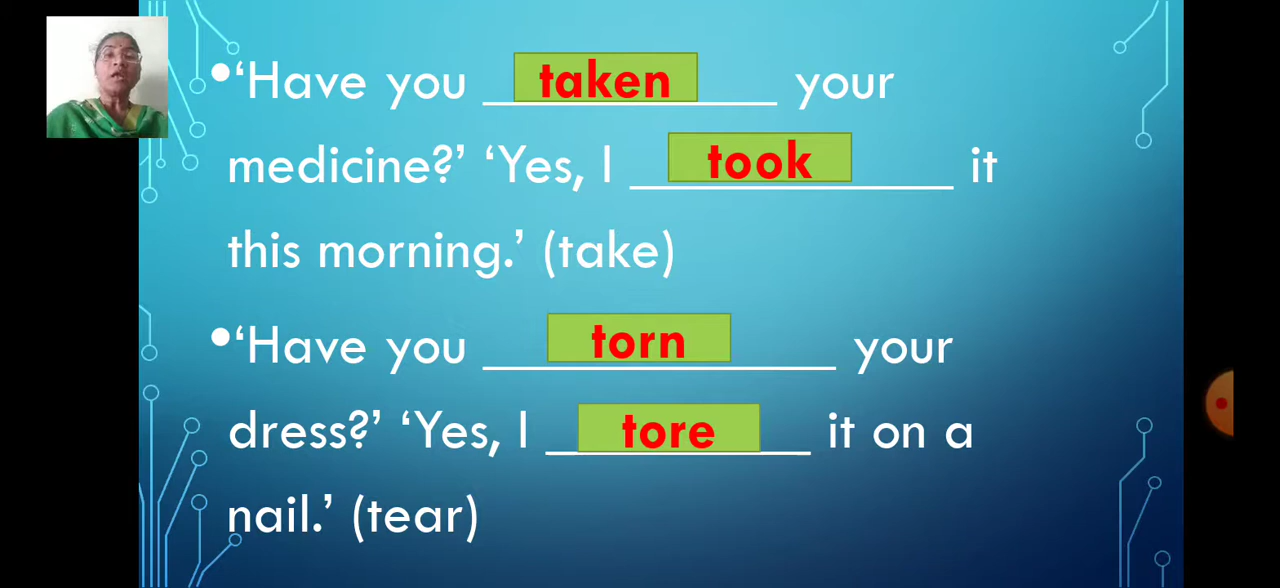 • ‘Have you taken your
medicine?’ ‘Yes, I took it
this morning.’ (take)
• ‘Have you torn your
dress?’ ‘Yes, I tore it on a
nail.’ (tear)